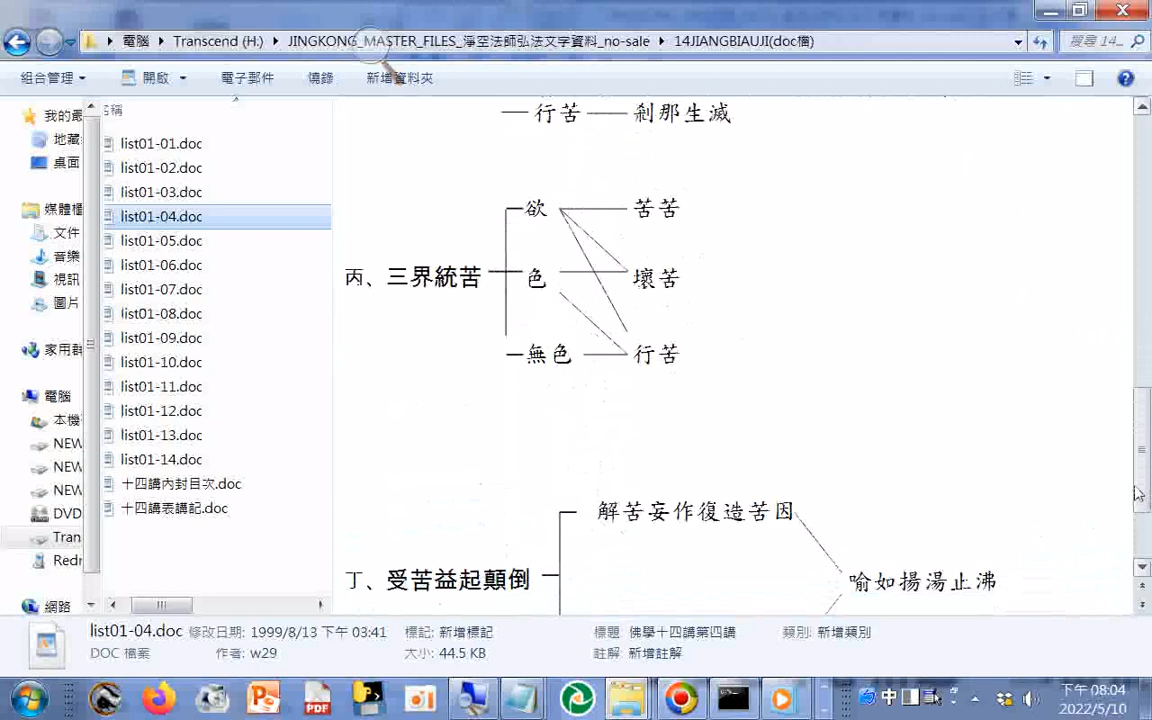 電腦 Transcend (H:) JINGKONG_MASTER_FILES_淨空法師弘法文字資料_no-sale 14JIANGBIAUJI(doc檔) 搜尋 14...
組合管理 開啟 電子郵件 燒錄 新增資料夾
我的最
地藏
桌面
媒體櫃
文件
音樂
視訊
圖片
家用群
電腦
本機
NEW
NEW
NEW
DVD
Tran
Redr
網路
名稱
list01-01.doc
list01-02.doc
list01-03.doc
list01-04.doc
list01-05.doc
list01-06.doc
list01-07.doc
list01-08.doc
list01-09.doc
list01-10.doc
list01-11.doc
list01-12.doc
list01-13.doc
list01-14.doc
十四講內封目次.doc
十四講表講記.doc
行苦 剎那生滅
欲 苦苦
丙、三界統苦 色 壞苦
無色 行苦
解苦妄作復造苦因
丁、受苦益起顛倒 喻如揚湯止沸
list01-04.doc 修改日期: 1999/8/13 下午 03:41 標記: 新增標記 標題: 佛學十四講第四講 類別: 新增類別
DOC 檔案 作者: w29 大小: 44.5 KB 註解: 新增註解
PDF 中
下午 08:04
2022/5/10